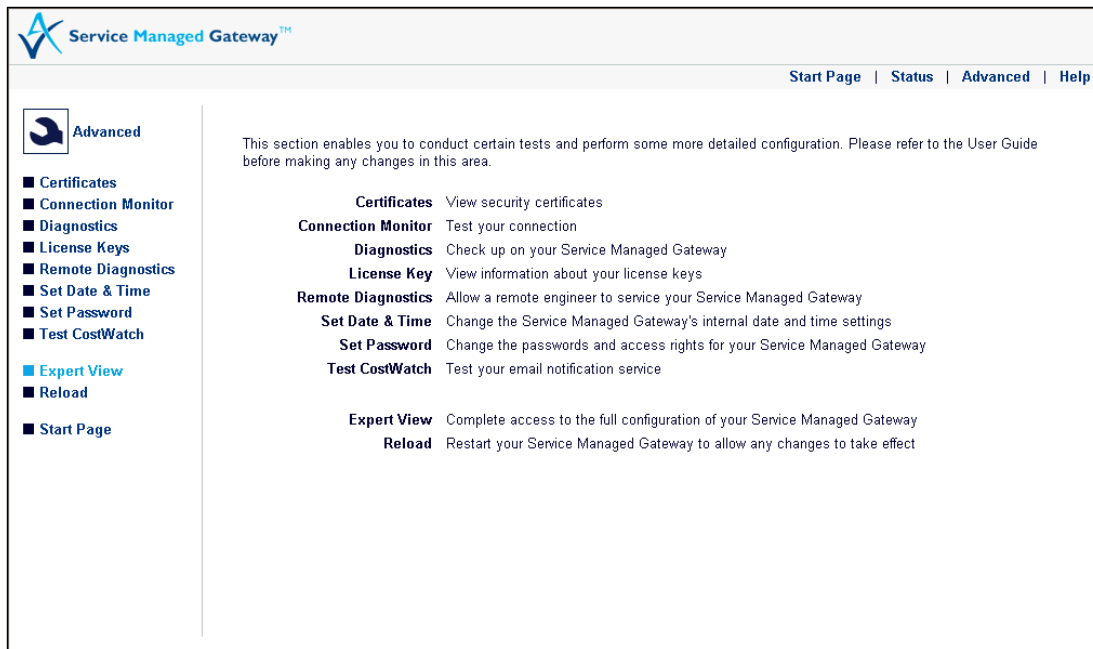 Service Managed Gateway™
Start Page | Status | Advanced | Help
Advanced
Certificates
Connection Monitor
Diagnostics
License Keys
Remote Diagnostics
Set Date & Time
Set Password
Test CostWatch
Expert View
Reload
Start Page
This section enables you to conduct certain tests and perform some more detailed configuration. Please refer to the User Guide
before making any changes in this area.
Certificates View security certificates
Connection Monitor Test your connection
Diagnostics Check up on your Service Managed Gateway
License Key View information about your license keys
Remote Diagnostics Allow a remote engineer to service your Service Managed Gateway
Set Date & Time Change the Service Managed Gateway's internal date and time settings
Set Password Change the passwords and access rights for your Service Managed Gateway
Test CostWatch Test your email notification service
Expert View Complete access to the full configuration of your Service Managed Gateway
Reload Restart your Service Managed Gateway to allow any changes to take effect